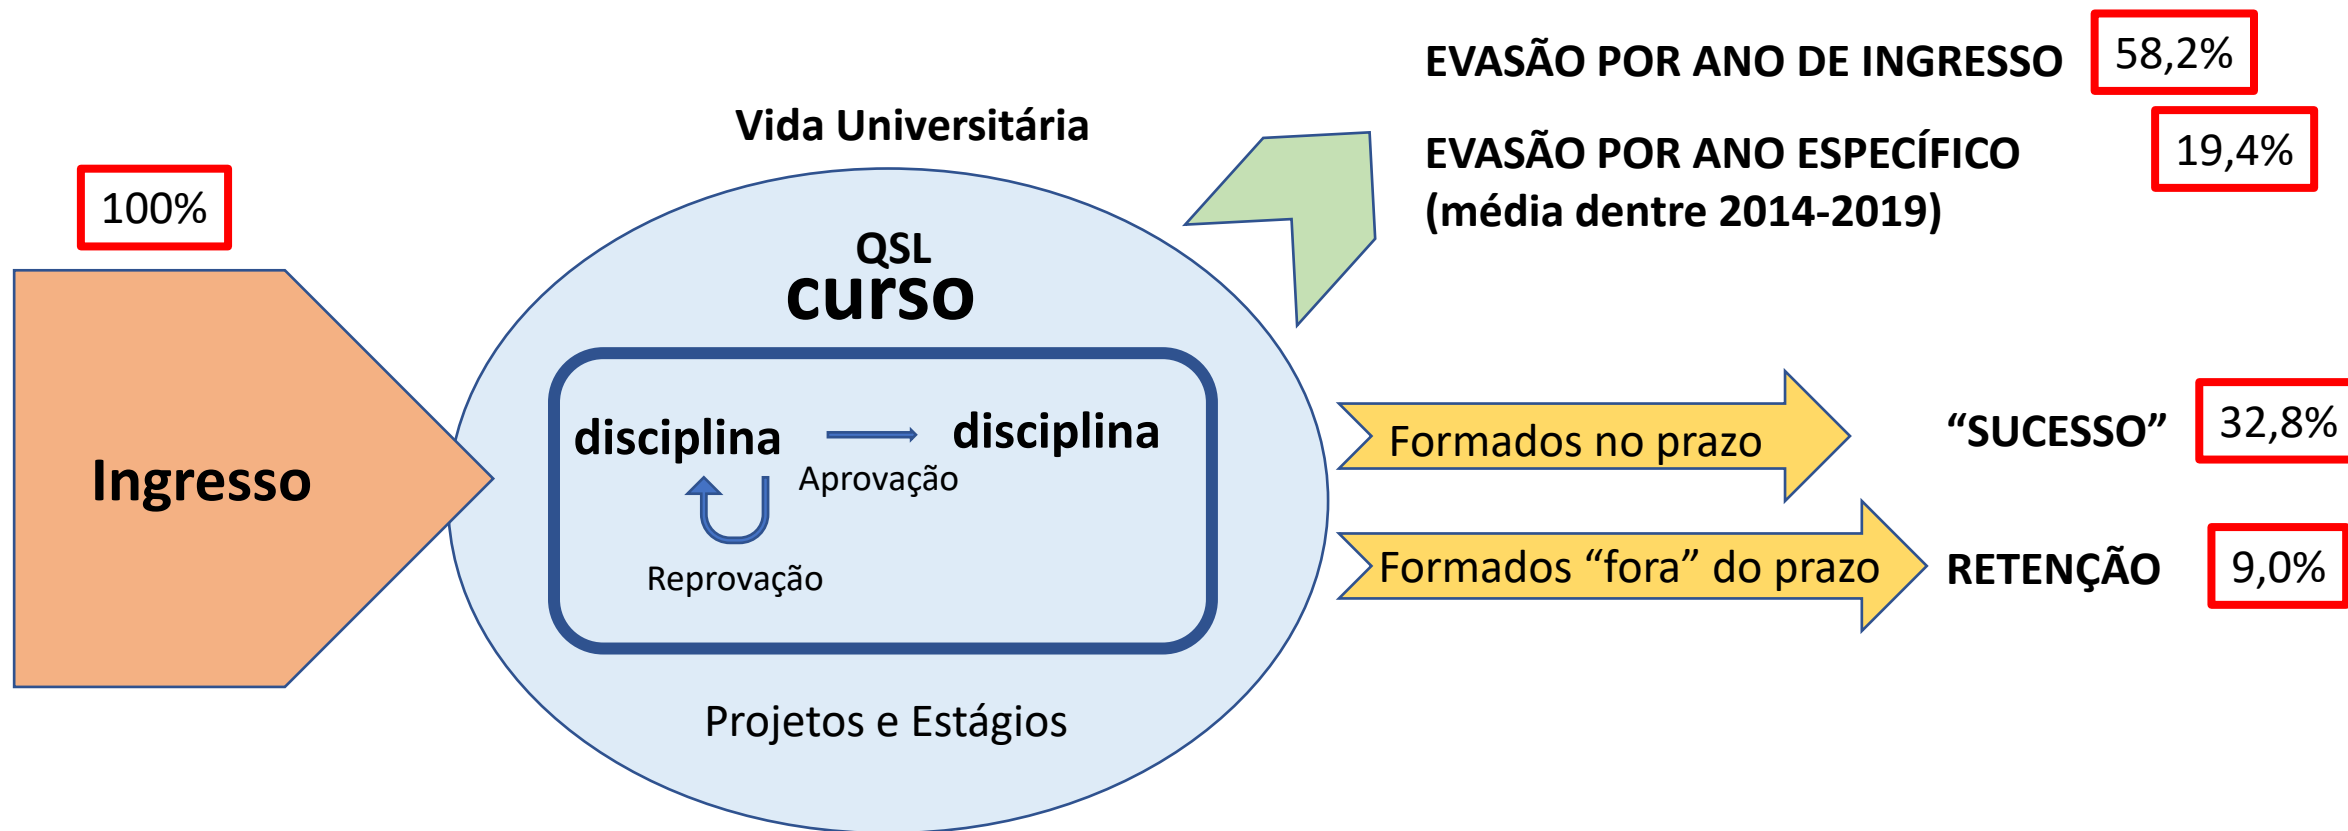 EVASÃO POR ANO DE INGRESSO 58,2%
Vida Universitária
EVASÃO POR ANO ESPECÍFICO 19,4%
(média dentre 2014-2019)
100%
QSL
curso
disciplina
disciplina
Aprovação
Reprovação
Ingresso
Projetos e Estágios
Formados no prazo
“SUCESSO” 32,8%
Formados “fora” do prazo
RETENÇÃO 9,0%